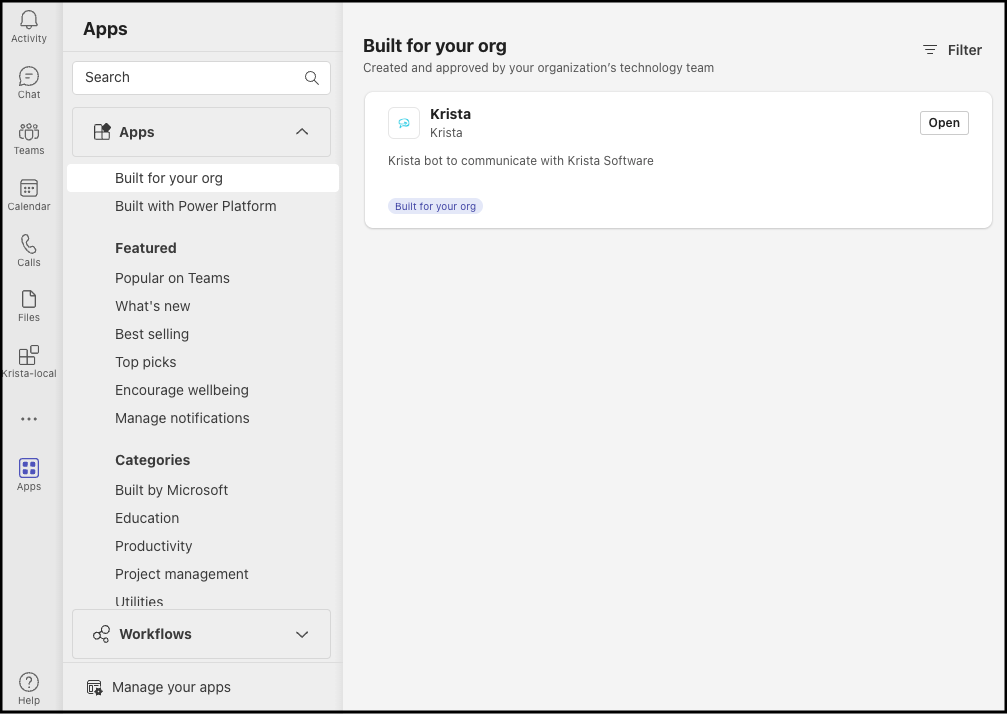 Activity
Chat
Teams
Calendar
Calls
Files
Krista-local
Apps
Help
Apps
Search
Apps
Built for your org
Built with Power Platform
Featured
Popular on Teams
What's new
Best selling
Top picks
Encourage wellbeing
Manage notifications
Categories
Built by Microsoft
Education
Productivity
Project management
Utilities
Workflows
Manage your apps
Built for your org
Filter
Created and approved by your organization's technology team
Krista
Krista
Open
Krista bot to communicate with Krista Software
Built for your org